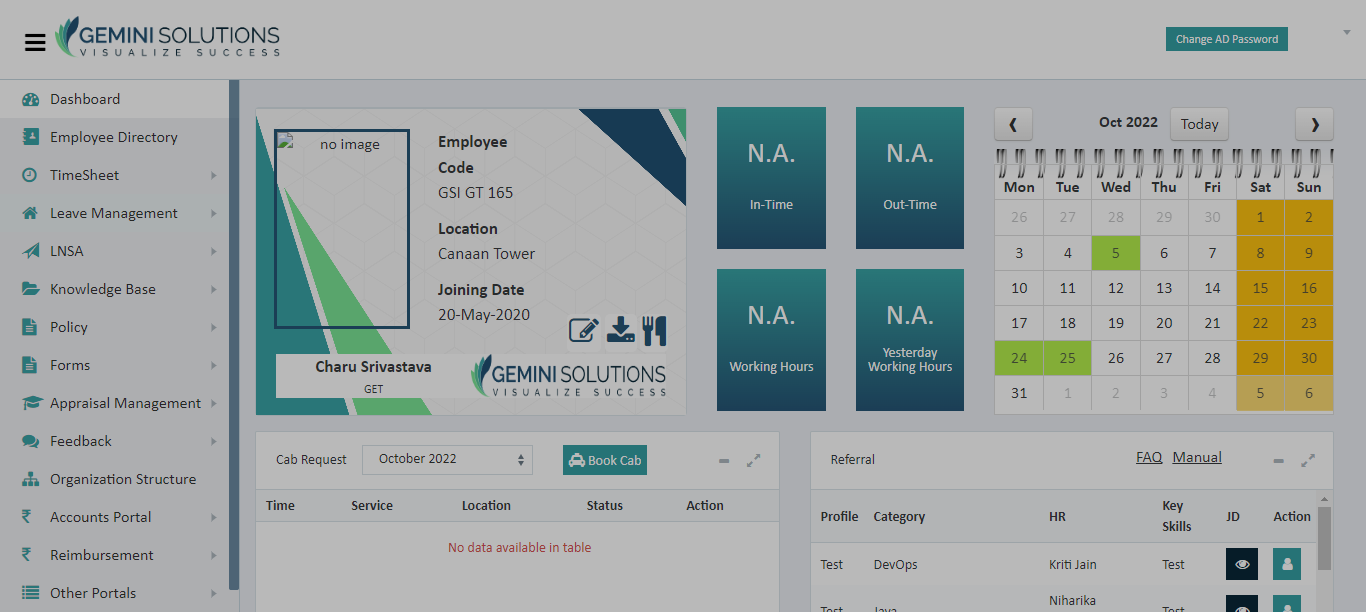 GEMINI SOLUTIONS
VISUALIZE SUCCESS
Change AD Password
Dashboard
Employee Directory
TimeSheet
Leave Management
LNSA
Knowledge Base
Policy
Forms
Appraisal Management
Feedback
Organization Structure
Accounts Portal
Reimbursement
Other Portals
no image
Employee
Code
GSI GT 165
Location
Canaan Tower
Joining Date
20-May-2020
Charu Srivastava
GET
GEMINI SOLUTIONS
VISUALIZE SUCCESS
N.A.
In-Time
N.A.
Out-Time
N.A.
Working Hours
N.A.
Yesterday
Working Hours
Oct 2022 Today
Mon Tue Wed Thu Fri Sat Sun
26 27 28 29 30 1 2
3 4 5 6 7 8 9
10 11 12 13 14 15 16
17 18 19 20 21 22 23
24 25 26 27 28 29 30
31 1 2 3 4 5 6
Cab Request October 2022 Book Cab
Time Service Location Status Action
No data available in table
Referral FAQ Manual
Profile Category HR Key Skills JD Action
Test DevOps Kriti Jain Test
Test Java Niharika Test